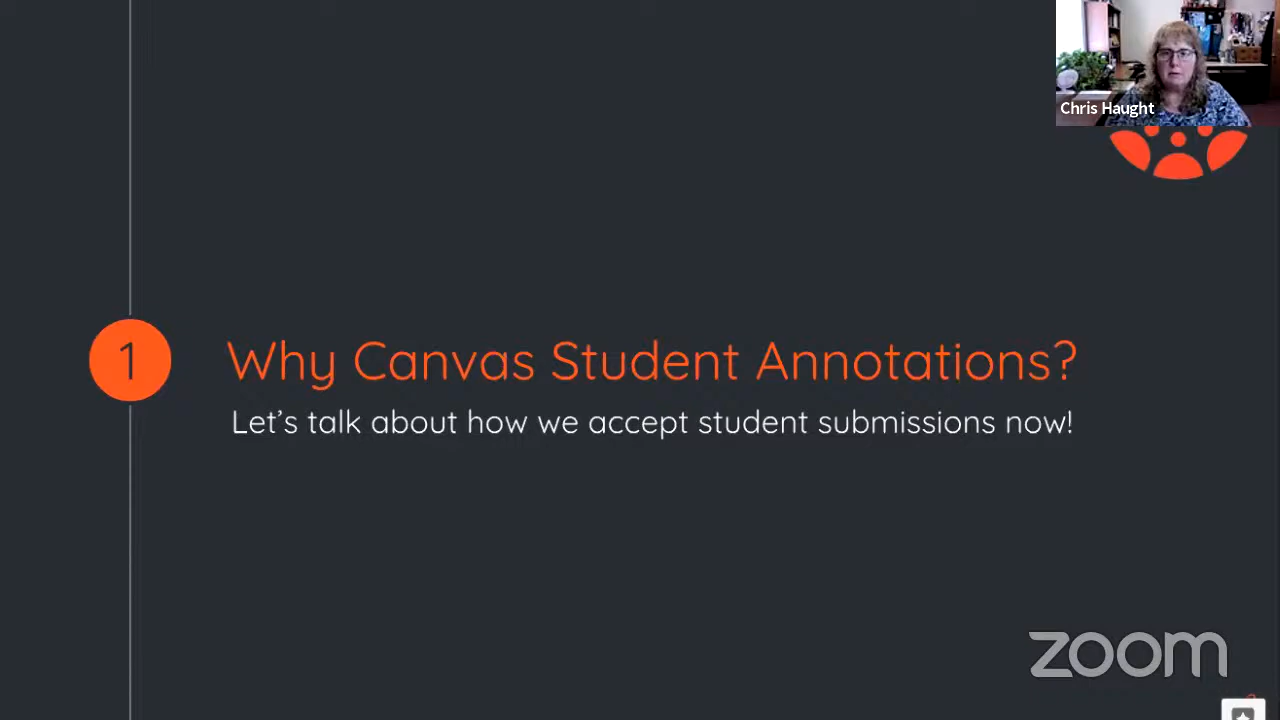 Chris Haught
1
Why Canvas Student Annotations?
Let's talk about how we accept student submissions now!
zoom